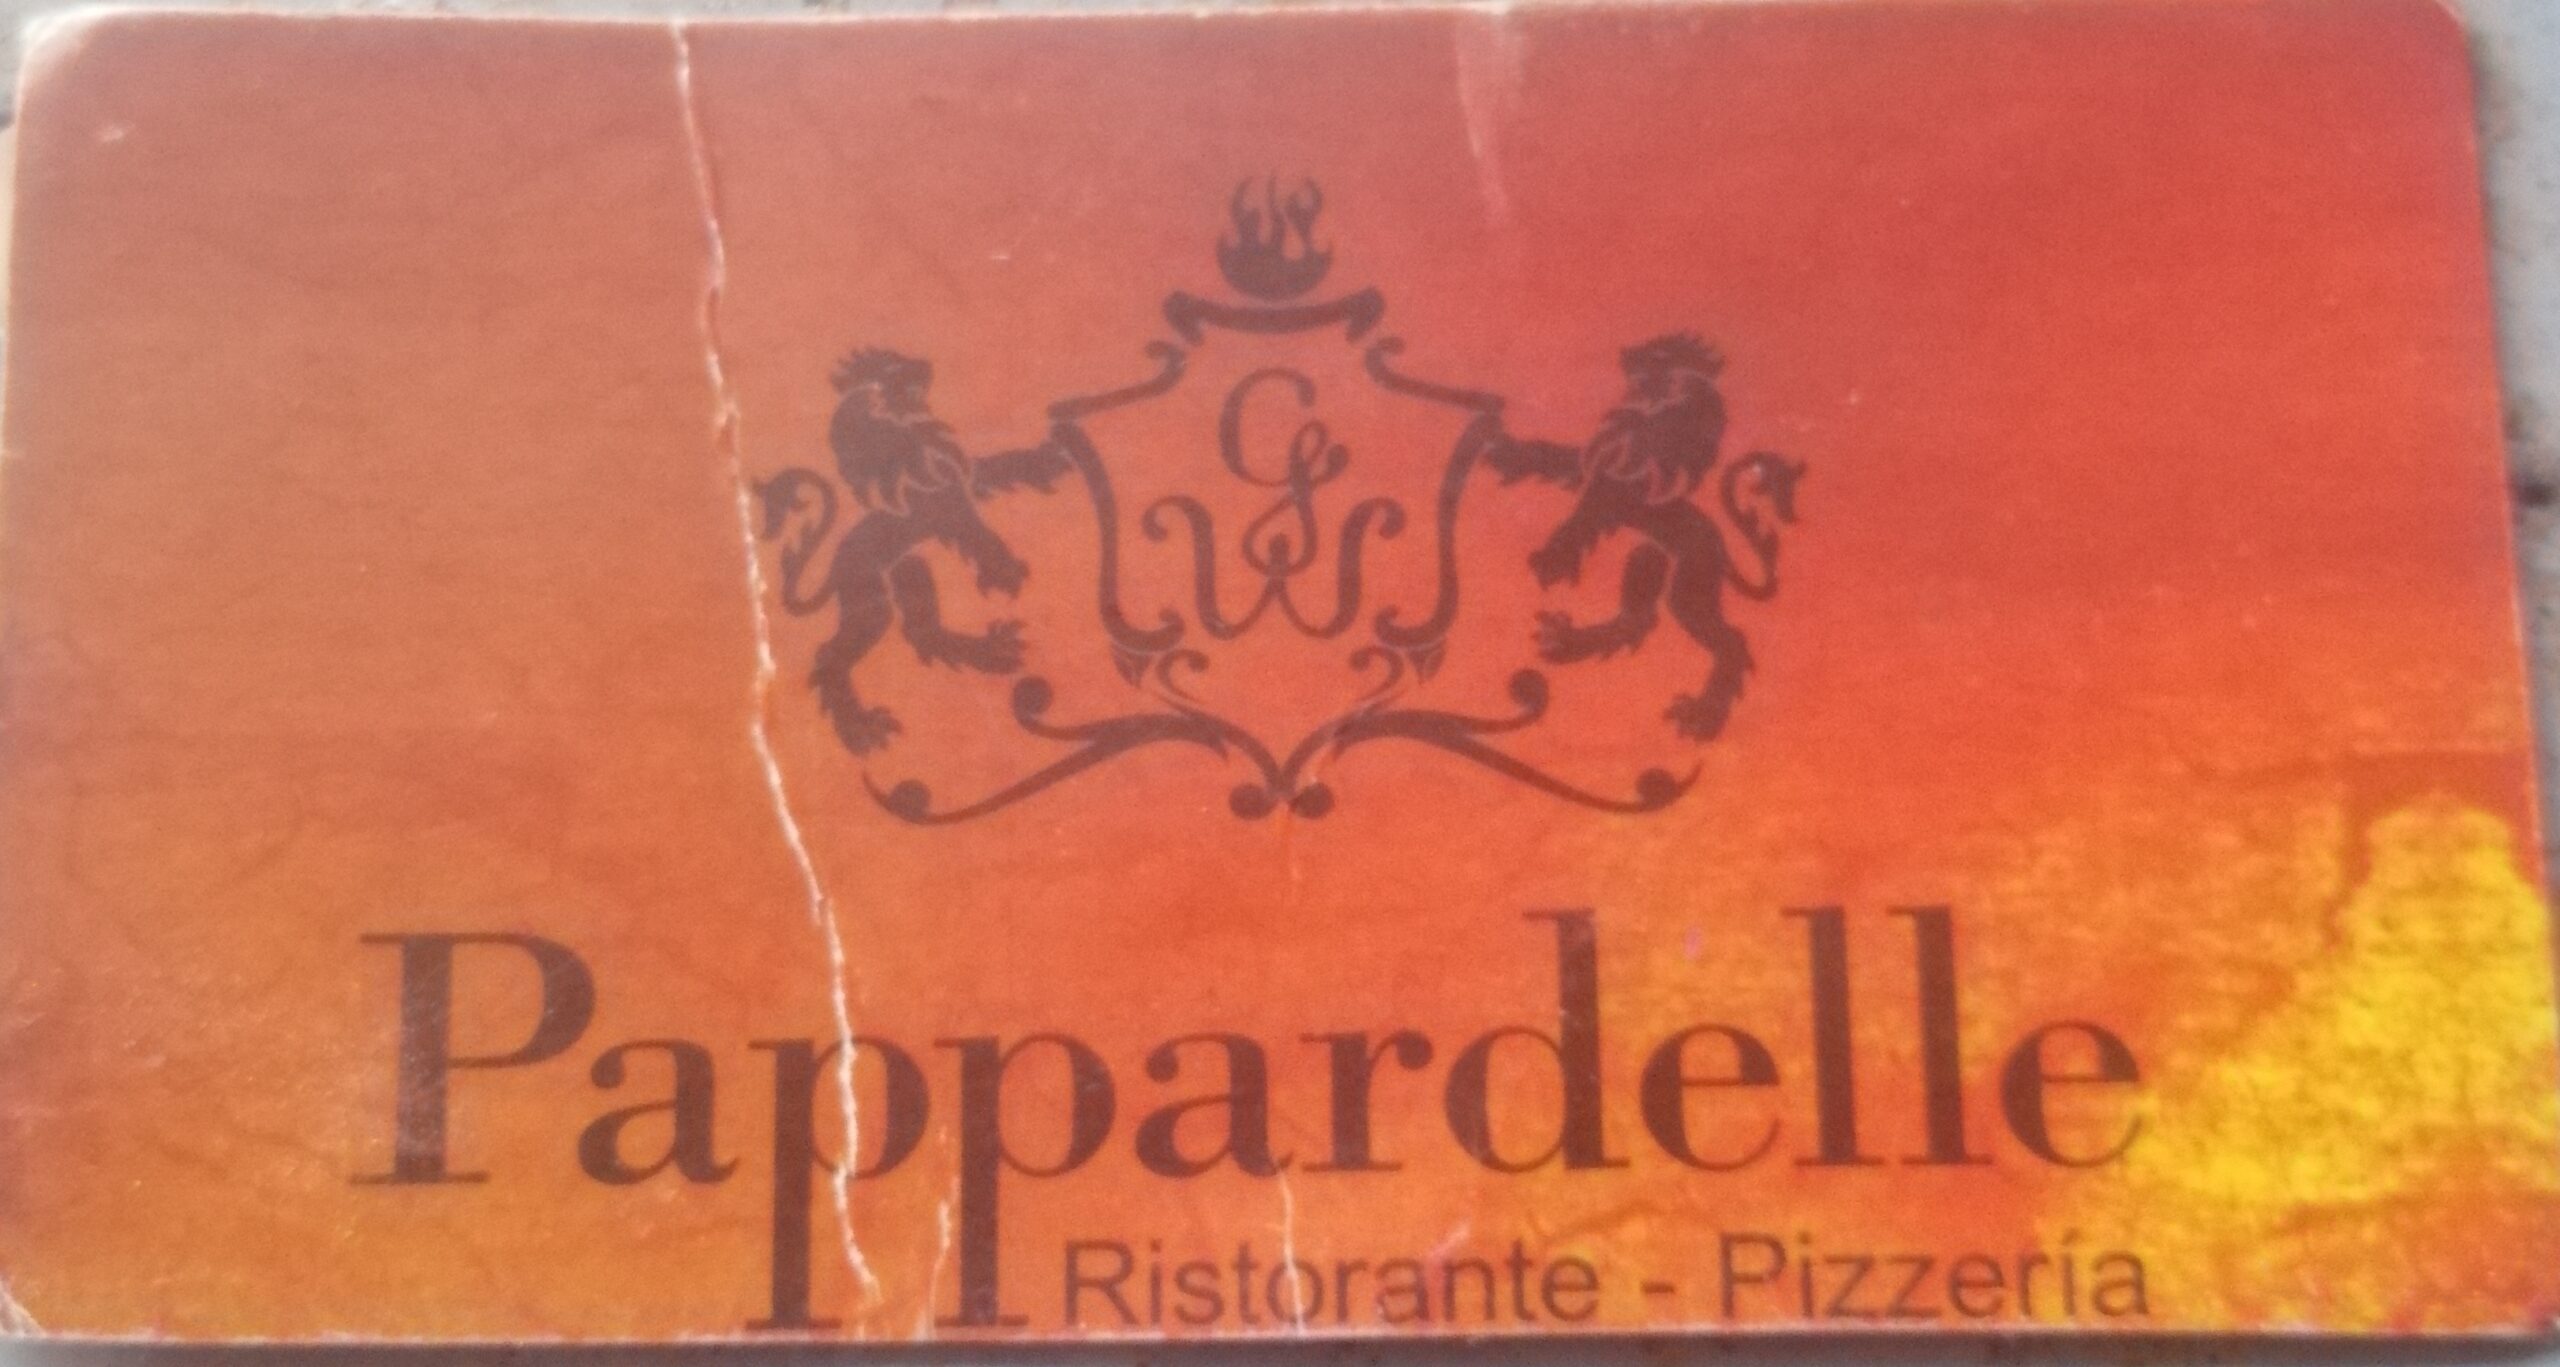 G&W
Pappardelle
Ristorante - Pizzería